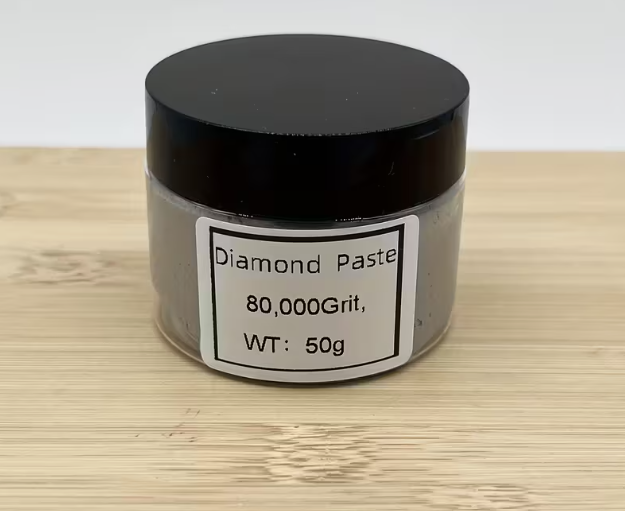 Diamond Paste
80,000Grit,
WT: 50g